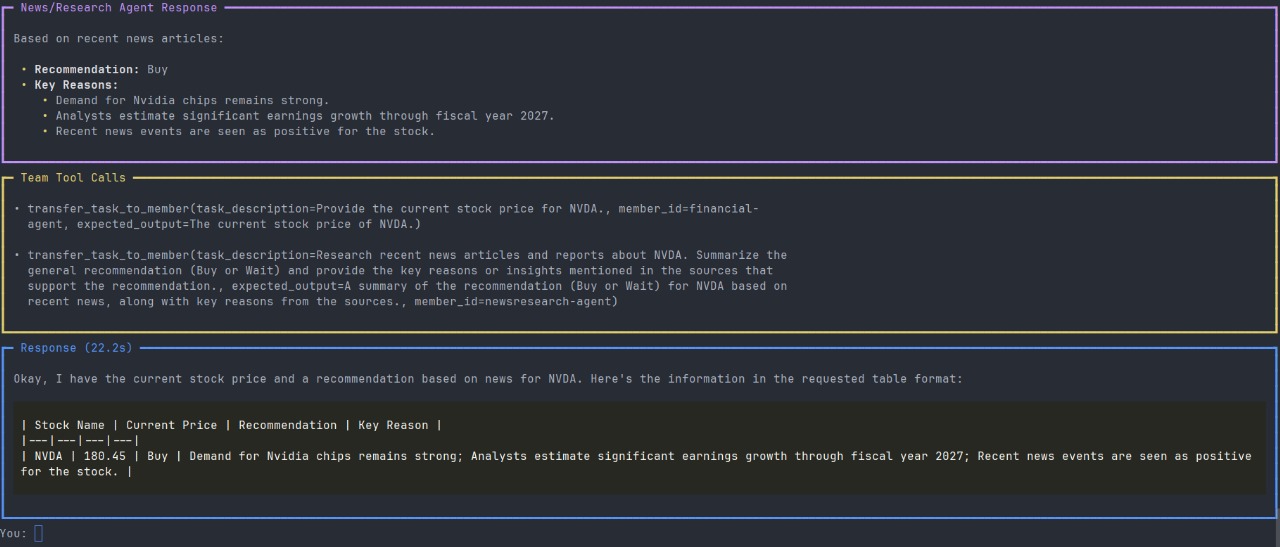 News/Research Agent Response
Based on recent news articles:
• Recommendation: Buy
• Key Reasons:
• Demand for Nvidia chips remains strong.
• Analysts estimate significant earnings growth through fiscal year 2027.
• Recent news events are seen as positive for the stock.
Team Tool Calls
• transfer_task_to_member(task_description=Provide the current stock price for NVDA., member_id=financial-
agent, expected_output=The current stock price of NVDA.)
• transfer_task_to_member(task_description=Research recent news articles and reports about NVDA. Summarize the
general recommendation (Buy or Wait) and provide the key reasons or insights mentioned in the sources that
support the recommendation., expected_output=A summary of the recommendation (Buy or Wait) for NVDA based on
recent news, along with key reasons from the sources., member_id=newsresearch-agent)
Response (22.2s)
Okay, I have the current stock price and a recommendation based on news for NVDA. Here's the information in the requested table format:
| Stock Name | Current Price | Recommendation | Key Reason |
|---|---|---|---|
| NVDA | 180.45 | Buy | Demand for Nvidia chips remains strong; Analysts estimate significant earnings growth through fiscal year 2027; Recent news events are seen as positive
for the stock. |
You: